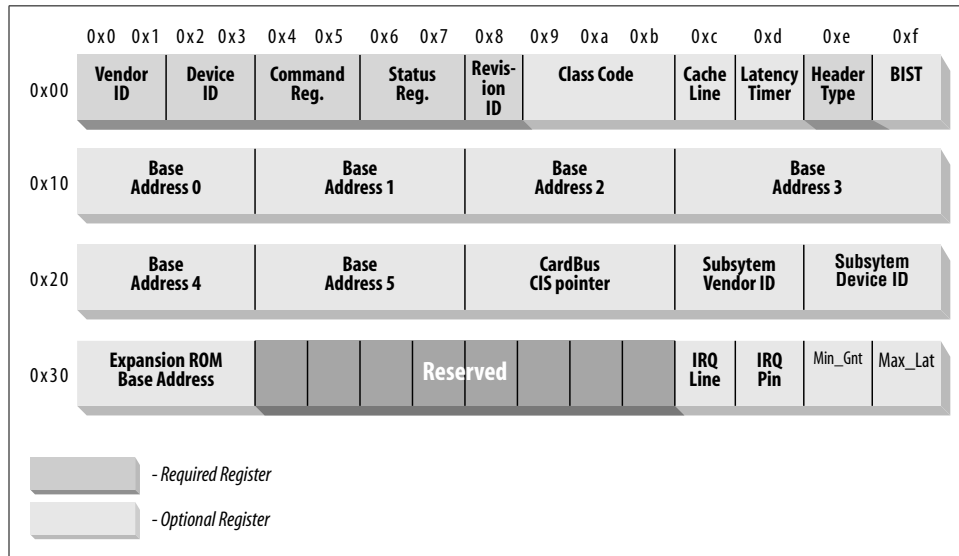 0x0 0x1 0x2 0x3 0x4 0x5 0x6 0x7 0x8 0x9 0xa 0xb 0xc 0xd 0xe 0xf
0x00
Vendor
ID
Device
ID
Command
Reg.
Status
Reg.
Revis-
ion
ID
Class Code
Cache
Line
Latency
Timer
Header
Type
BIST
0x10
Base
Address 0
Base
Address 1
Base
Address 2
Base
Address 3
0x20
Base
Address 4
Base
Address 5
CardBus
CIS pointer
Subsytem
Vendor ID
Subsytem
Device ID
0x30
Expansion ROM
Base Address
Reserved
IRQ
Line
IRQ
Pin
Min_Gnt
Max_Lat
- Required Register
- Optional Register